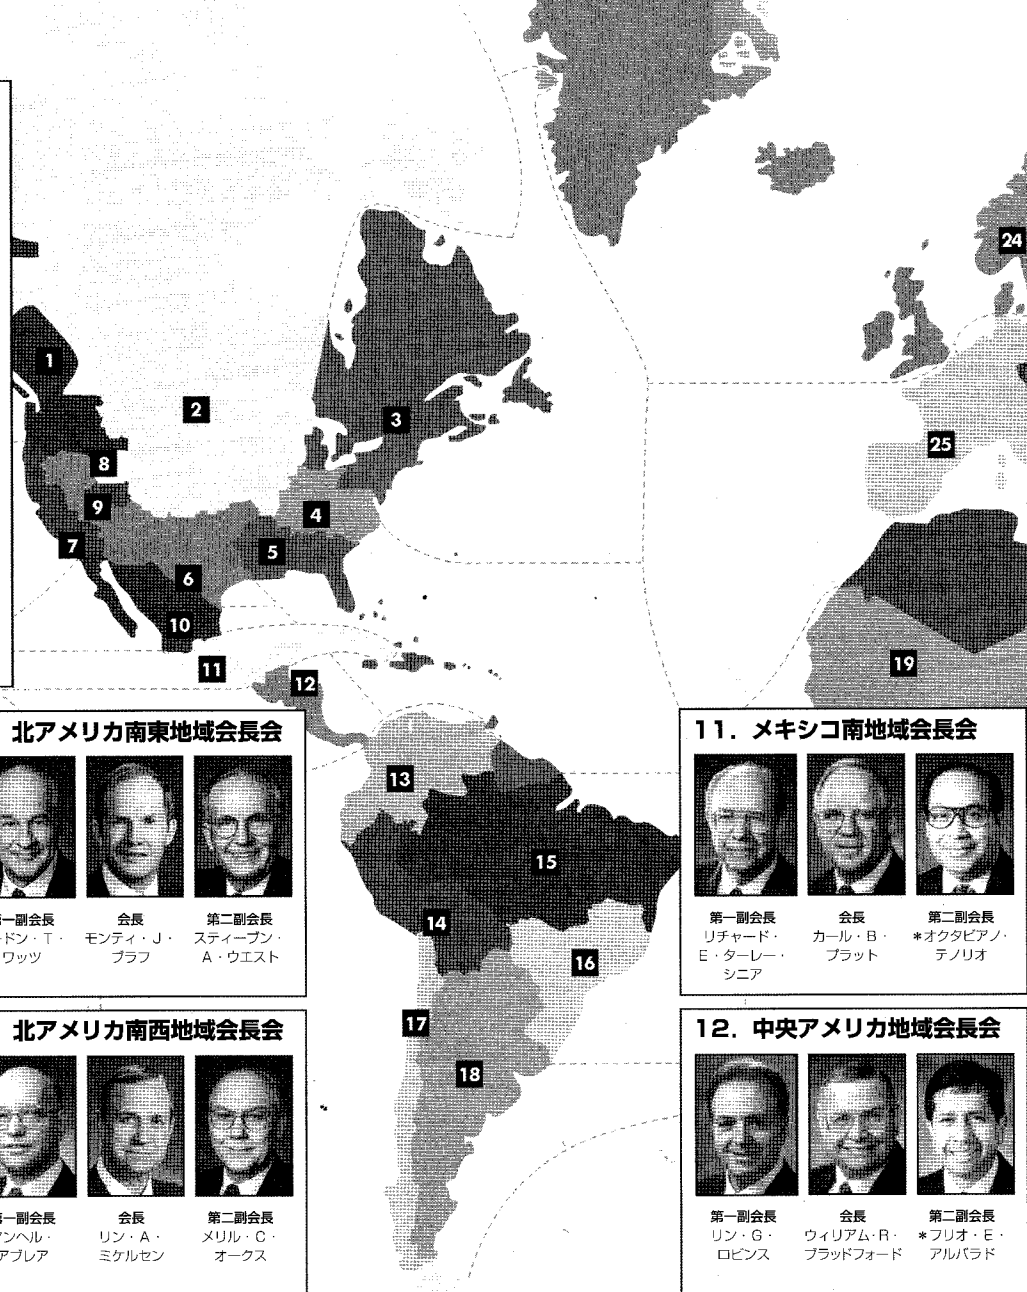 24
1
2
3
8
25
9
4
7
5
6
10
19
11
12
13
15
14
16
17
18
北アメリカ南東地域会長会
第一副会長
ドン・T・
ワッツ
会長
モンティ・J・
ブラフ
第二副会長
スティーブン・
A・ウエスト
11. メキシコ南地域会長会
第一副会長
リチャード・
E・ターレー・
シニア
会長
カール・B・
プラット
第二副会長
*オクタビアノ・
テノリオ
北アメリカ南西地域会長会
第一副会長
ンヘル・
アブレア
会長
リン・A・
ミケルセン
第二副会長
メリル・C・
オークス
12. 中央アメリカ地域会長会
第一副会長
リン・G・
ロビンス
会長
ウィリアム・R・
ブラッドフォード
第二副会長
*フリオ・E・
アルバラド